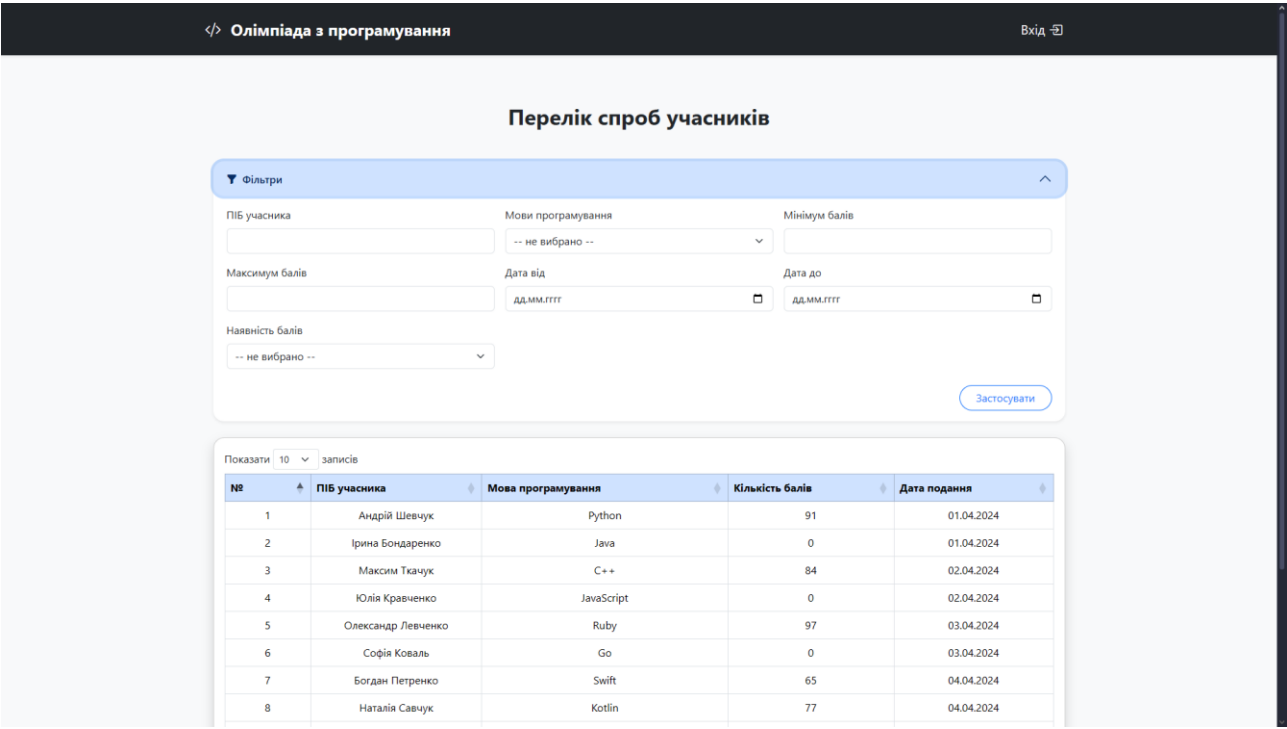 </> Олімпіада з програмування Вхід
Перелік спроб учасників
Фільтри
ПІБ учасника Мови програмування Мінімум балів
-- не вибрано --
Максимум балів Дата від Дата до
дд.мм.гггг дд.мм.гггг
Наявність балів
-- не вибрано --
Застосувати
Показати 10 записів
№ ПІБ учасника Мова програмування Кількість балів Дата подання
1 Андрій Шевчук Python 91 01.04.2024
2 Ірина Бондаренко Java 0 01.04.2024
3 Максим Ткачук C++ 84 02.04.2024
4 Юлія Кравченко JavaScript 0 02.04.2024
5 Олександр Левченко Ruby 97 03.04.2024
6 Софія Коваль Go 0 03.04.2024
7 Богдан Петренко Swift 65 04.04.2024
8 Наталія Савчук Kotlin 77 04.04.2024